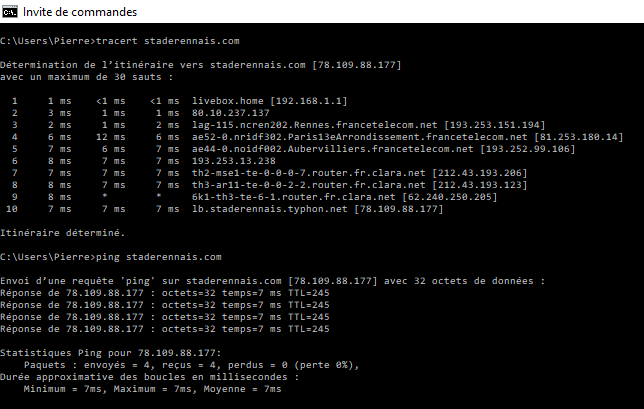 Invite de commandes
C:\Users\Pierre>tracert staderennais.com
Détermination de l'itinéraire vers staderennais.com [78.109.88.177]
avec un maximum de 30 sauts :
1 1 ms <1 ms <1 ms livebox.home [192.168.1.1]
2 3 ms 1 ms 1 ms 80.10.237.137
3 2 ms 1 ms 2 ms lag-115.ncren202.Rennes.francetelecom.net [193.253.151.194]
4 6 ms 12 ms 6 ms ae52-0.nridf302.Paris13eArrondissement.francetelecom.net [81.253.180.14]
5 7 ms 6 ms 7 ms ae44-0.noidf002.Aubervilliers.francetelecom.net [193.252.99.106]
6 8 ms 7 ms 7 ms 193.253.13.238
7 7 ms 7 ms 7 ms th2-mse1-te-0-0-0-7.router.fr.clara.net [212.43.193.206]
8 8 ms 7 ms 7 ms th3-ar11-te-0-0-2-2.router.fr.clara.net [212.43.193.123]
9 8 ms * * 6k1-th3-te-6-1.router.fr.clara.net [62.240.250.205]
10 7 ms 7 ms 7 ms lb.staderennais.typhon.net [78.109.88.177]
Itinéraire déterminé.
C:\Users\Pierre>ping staderennais.com
Envoi d'une requête 'ping' sur staderennais.com [78.109.88.177] avec 32 octets de données :
Réponse de 78.109.88.177 : octets=32 temps=7 ms TTL=245
Réponse de 78.109.88.177 : octets=32 temps=7 ms TTL=245
Réponse de 78.109.88.177 : octets=32 temps=7 ms TTL=245
Réponse de 78.109.88.177 : octets=32 temps=7 ms TTL=245
Statistiques Ping pour 78.109.88.177:
Paquets : envoyés = 4, reçus = 4, perdus = 0 (perte 0%),
Durée approximative des boucles en millisecondes :
Minimum = 7ms, Maximum = 7ms, Moyenne = 7ms